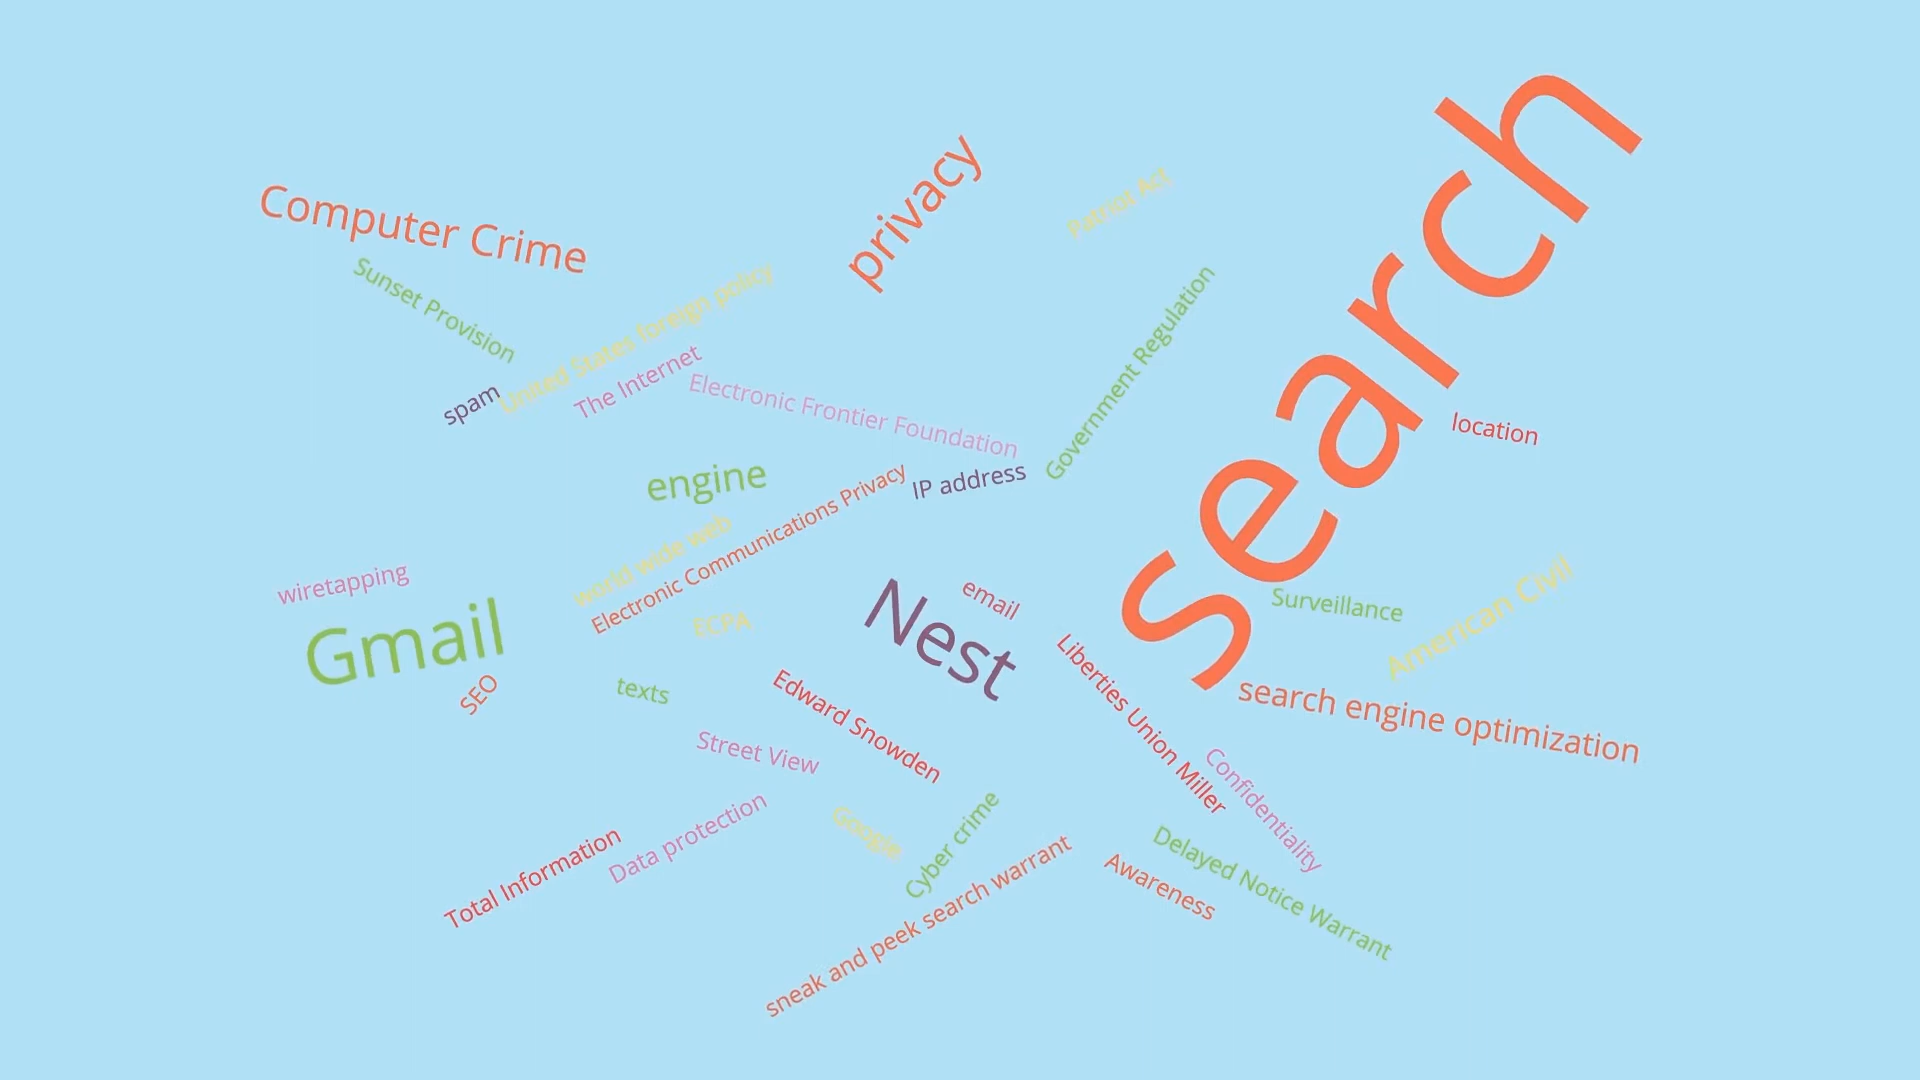 search
privacy
Patriot Act
Computer Crime
Sunset Provision
United States foreign policy
Government Regulation
The Internet
spam
Electronic Frontier Foundation
location
engine
IP address
Electronic Communications Privacy
world wide web
wiretapping
Gmail
ECPA
Nest
email
Surveillance
American Civil
SEO
texts
Edward Snowden
Liberties Union Miller
search engine optimization
Street View
Confidentiality
Data protection
Google
Cyber crime
Total Information
sneak and peek search warrant
Awareness
Delayed Notice Warrant